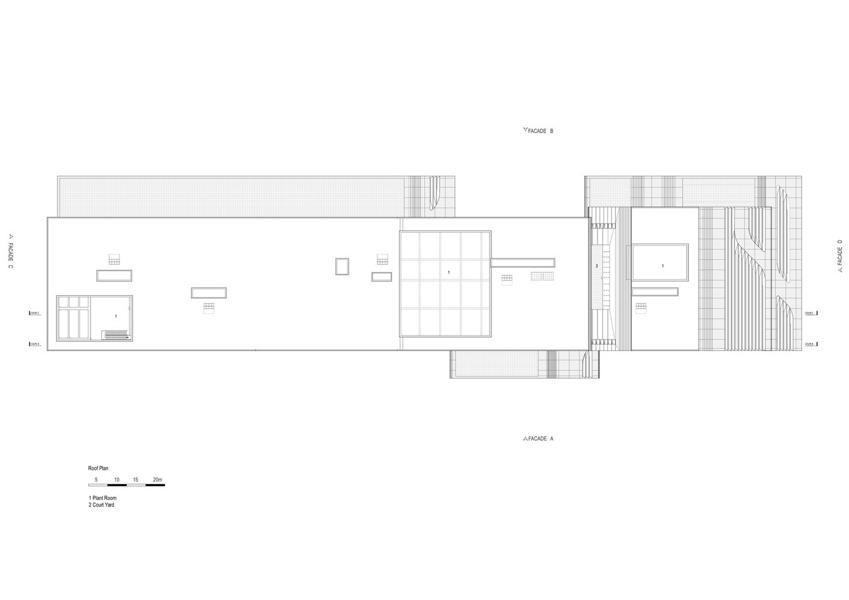 FACADE B
FACADE C
FACADE D
1
1
2
1
FACADE A
Roof Plan
5 10 15 20m
1 Plant Room
2 Court Yard